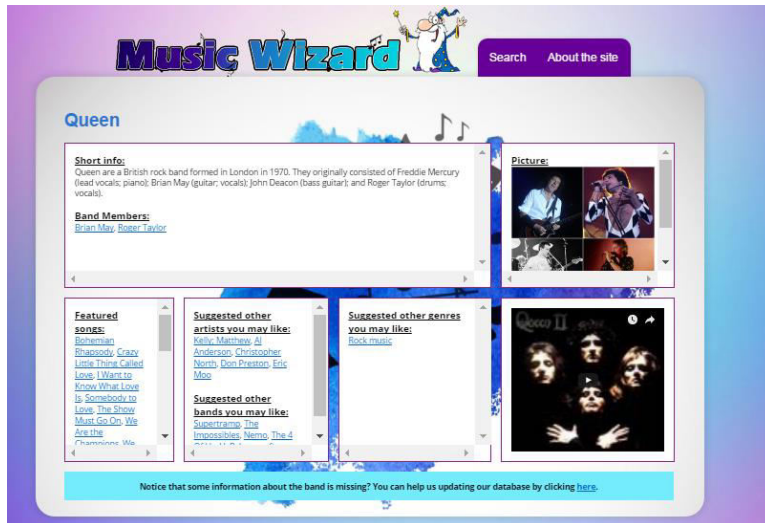 Music Wizard
Search About the site
Queen
Short info:
Queen are a British rock band formed in London in 1970. They originally consisted of Freddie Mercury
(lead vocals; piano); Brian May (guitar; vocals); John Deacon (bass guitar); and Roger Taylor (drums;
vocals).
Band Members:
Brian May, Roger Taylor
Picture:
Featured
songs:
Bohemian
Rhapsody, Crazy
Little Thing Called
Love, I Want to
Know What Love
Is, Somebody to
Love, The Show
Must Go On, We
Are the
Champions, We
Suggested other
artists you may like:
Kelly; Matthew, Al
Anderson, Christopher
North, Don Preston, Eric
Moo
Suggested other
bands you may like:
Supertramp, The
Impossibles, Nemo, The 4
Suggested other genres
you may like:
Rock music
Queen II
Notice that some information about the band is missing? You can help us updating our database by clicking here.